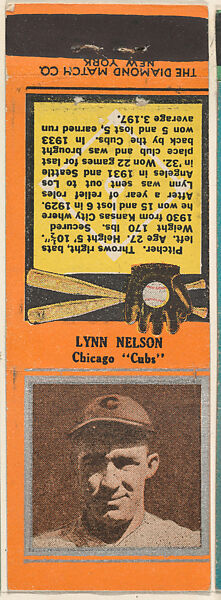 LYNN NELSON
Chicago "Cubs"
Pitcher. Throws right, bats
left. Age 27. Height 5' 10½".
Weight 170 lbs. Secured
1930 from Kansas City where
he won 15 and lost 6 in 1929.
After a year of relief roles
Lynn was sent out to Los
Angeles in 1931 and Seattle
in '32. Won 22 games for last
place club and was brought
back by the Cubs. In 1933
won 5 and lost 5, earned run
average 3.197.
THE DIAMOND MATCH CO.
NEW YORK
C